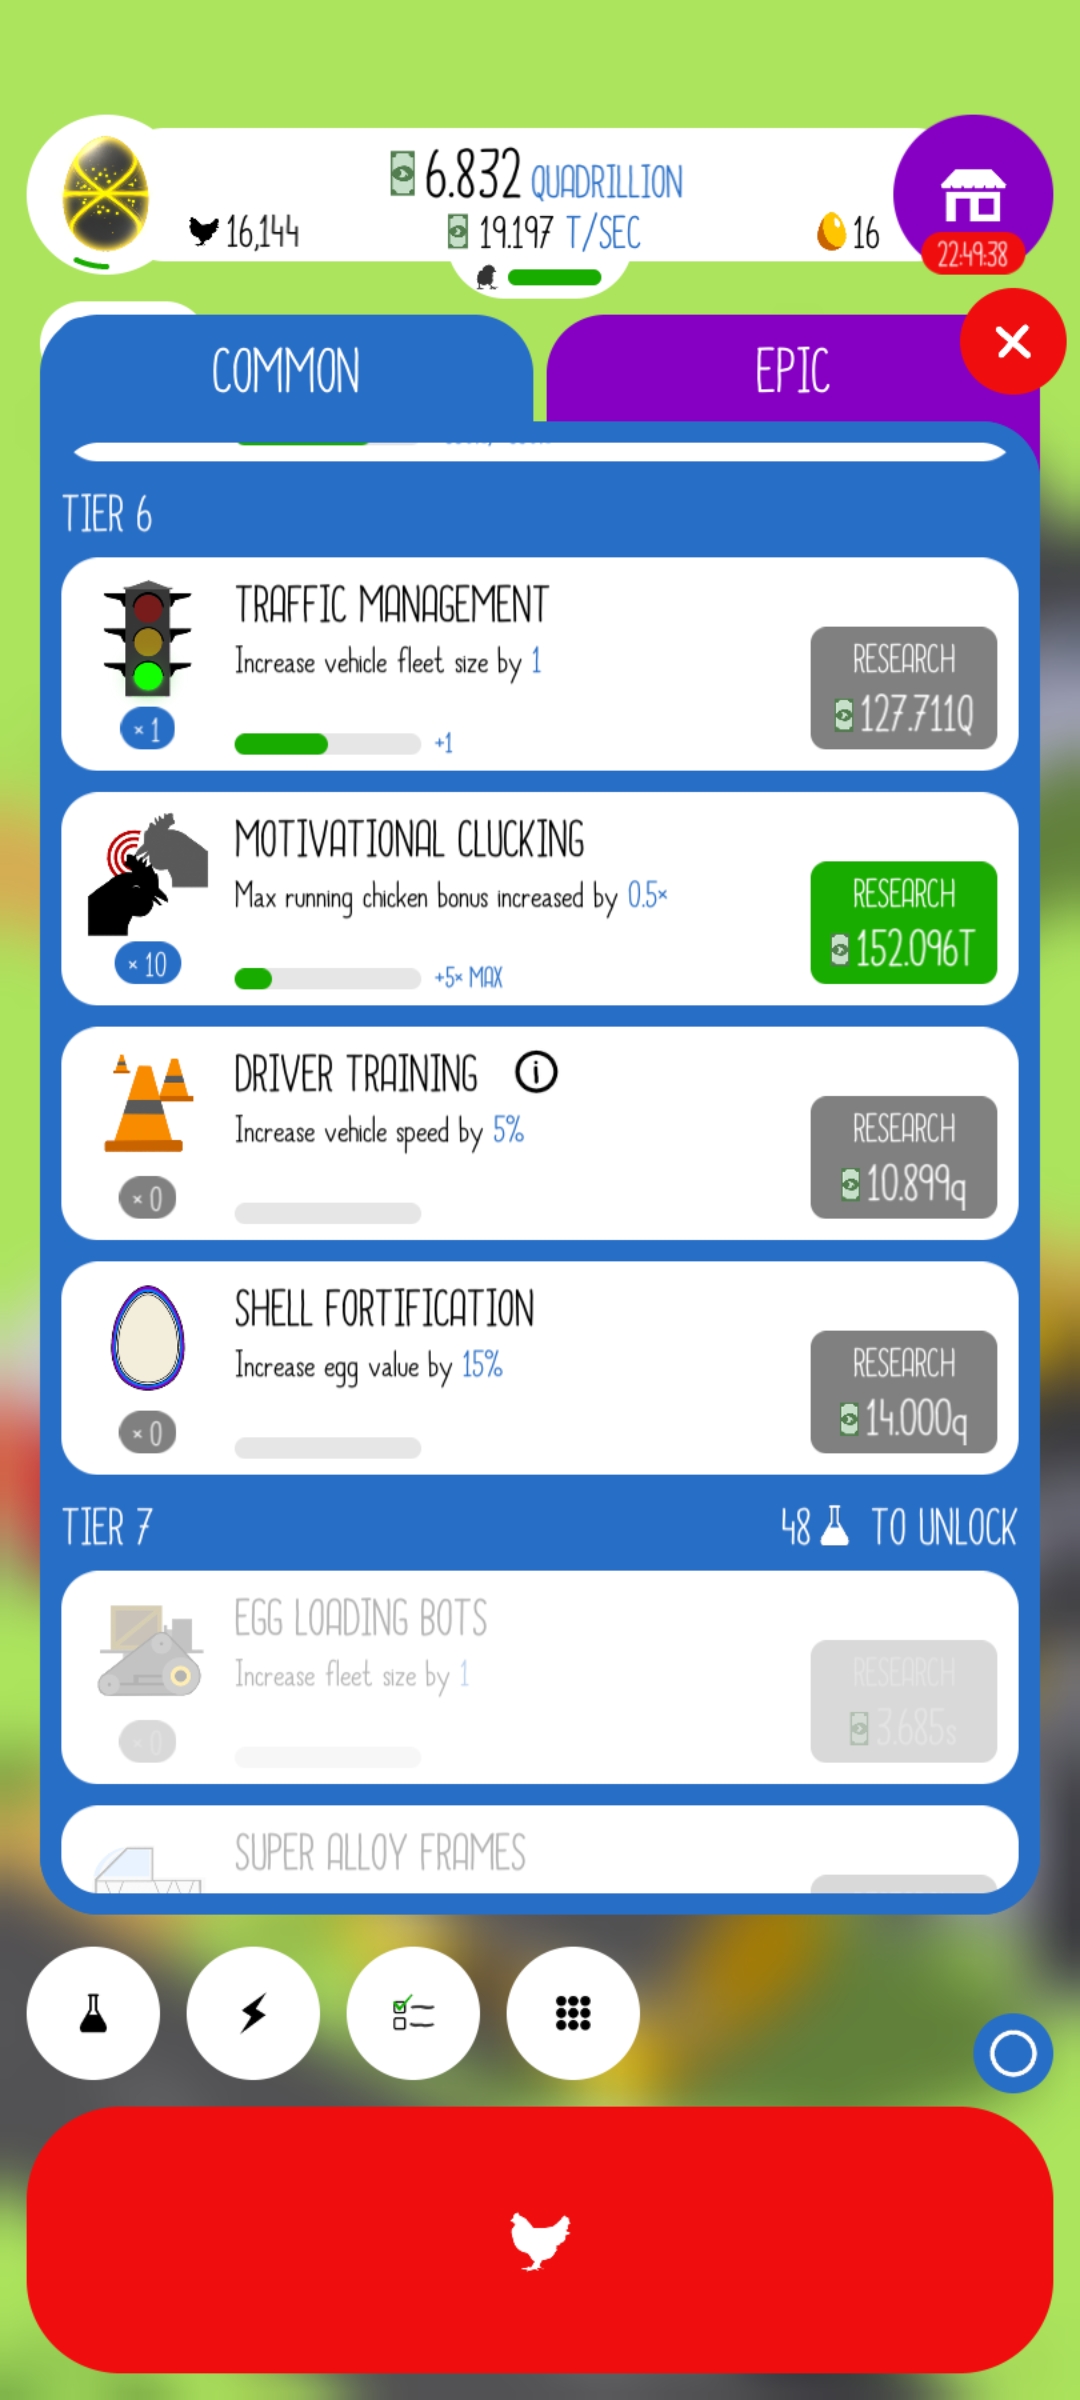 6.832 QUADRILLION
16,144
19.197 T/SEC
16
22:49:38
COMMON
EPIC
TIER 6
TRAFFIC MANAGEMENT
Increase vehicle fleet size by 1
RESEARCH
127.711Q
× 1
+1
MOTIVATIONAL CLUCKING
Max running chicken bonus increased by 0.5×
RESEARCH
152.096T
× 10
+5× MAX
DRIVER TRAINING
Increase vehicle speed by 5%
RESEARCH
10.899q
× 0
SHELL FORTIFICATION
Increase egg value by 15%
RESEARCH
14.000q
× 0
TIER 7
48 TO UNLOCK
EGG LOADING BOTS
Increase fleet size by 1
RESEARCH
3.685s
× 0
SUPER ALLOY FRAMES